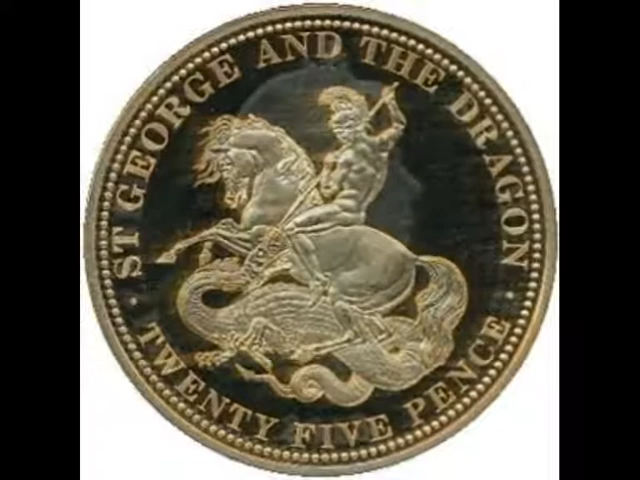 ST GEORGE AND THE DRAGON
· TWENTY FIVE PENCE ·